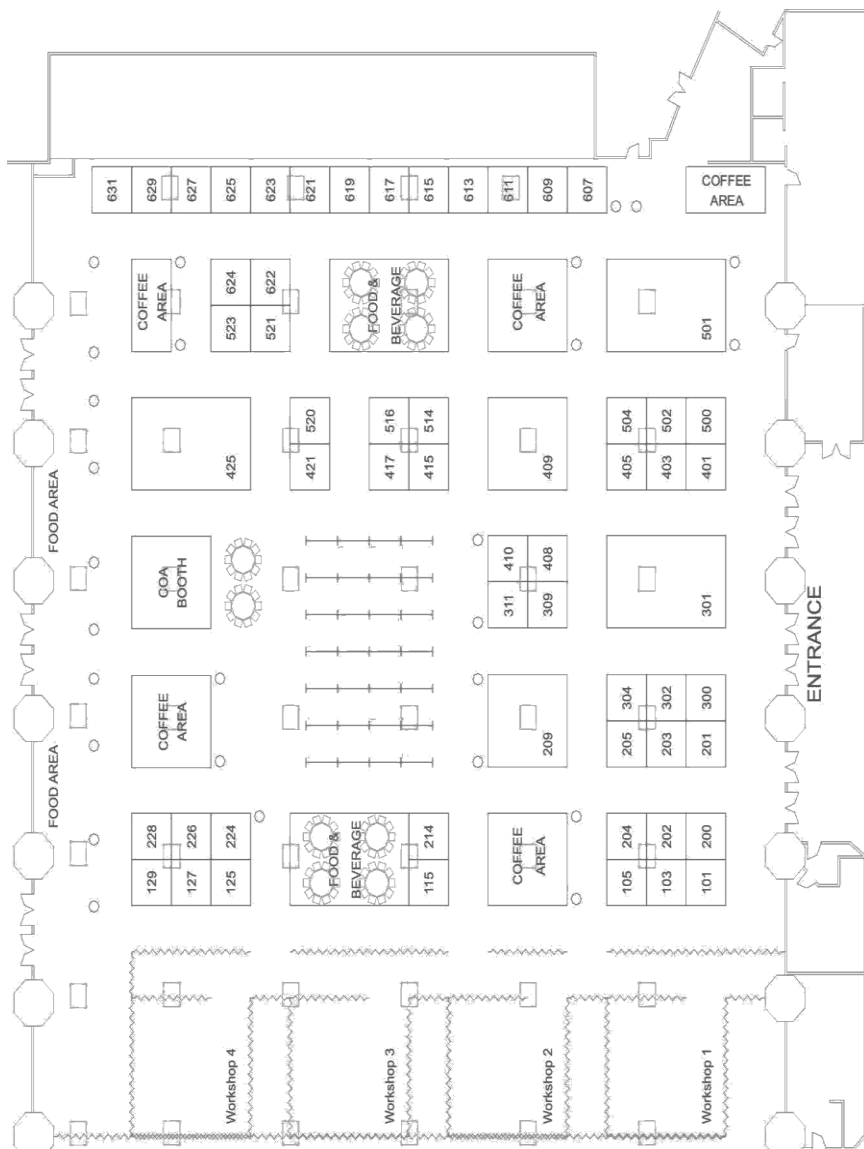 631
629
627
625
623
621
619
617
615
613
611
609
607
COFFEE
AREA
COFFEE
AREA
624
622
523
521
FOOD &
BEVERAGE
COFFEE
AREA
501
425
520
421
516
514
417
415
409
504
502
500
405
403
401
FOOD AREA
COA
BOOTH
410
408
311
309
301
ENTRANCE
FOOD AREA
COFFEE
AREA
209
304
302
300
205
203
201
228
226
224
129
127
125
FOOD &
BEVERAGE
214
115
COFFEE
AREA
204
202
200
105
103
101
Workshop 4
Workshop 3
Workshop 2
Workshop 1